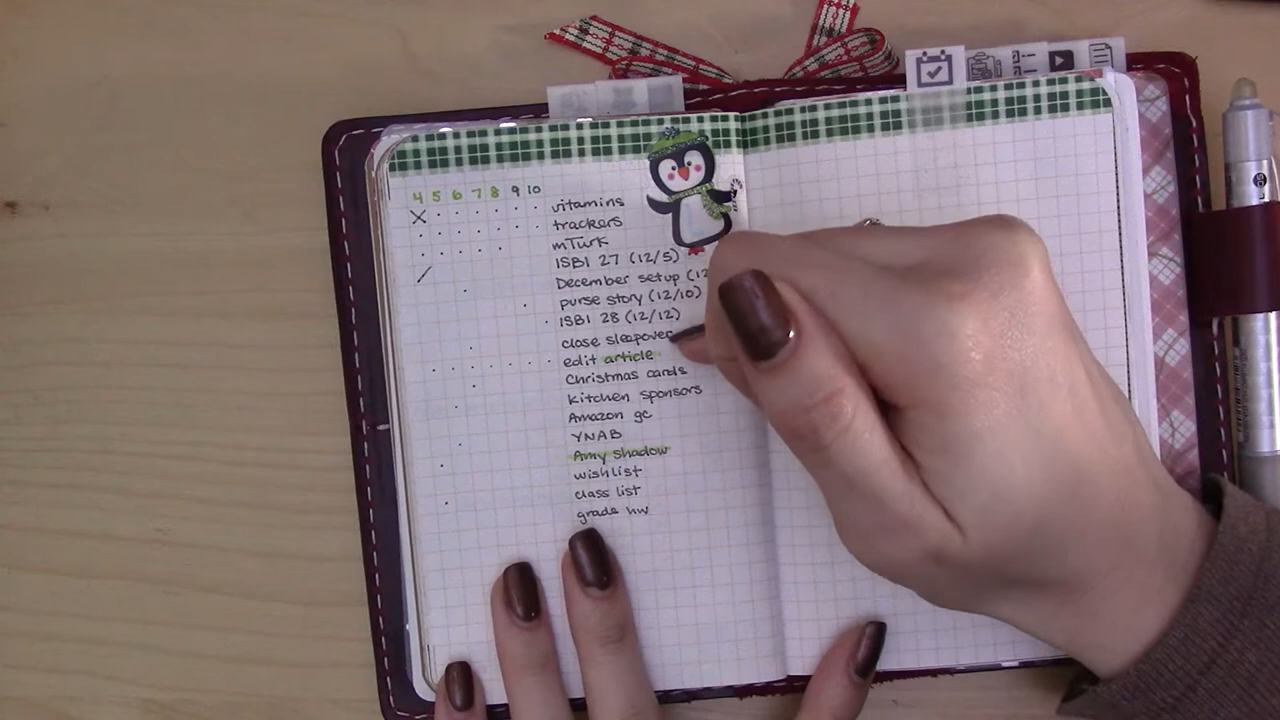 4 5 6 7 8 9 10
vitamins
trackers
mTurk
ISBI 27 (12/5)
December setup (12
purse story (12/10)
ISBI 28 (12/12)
close sleepover
edit article
Christmas cards
kitchen sponsors
Amazon gc
YNAB
Amy shadow
wishlist
class list
grade hw